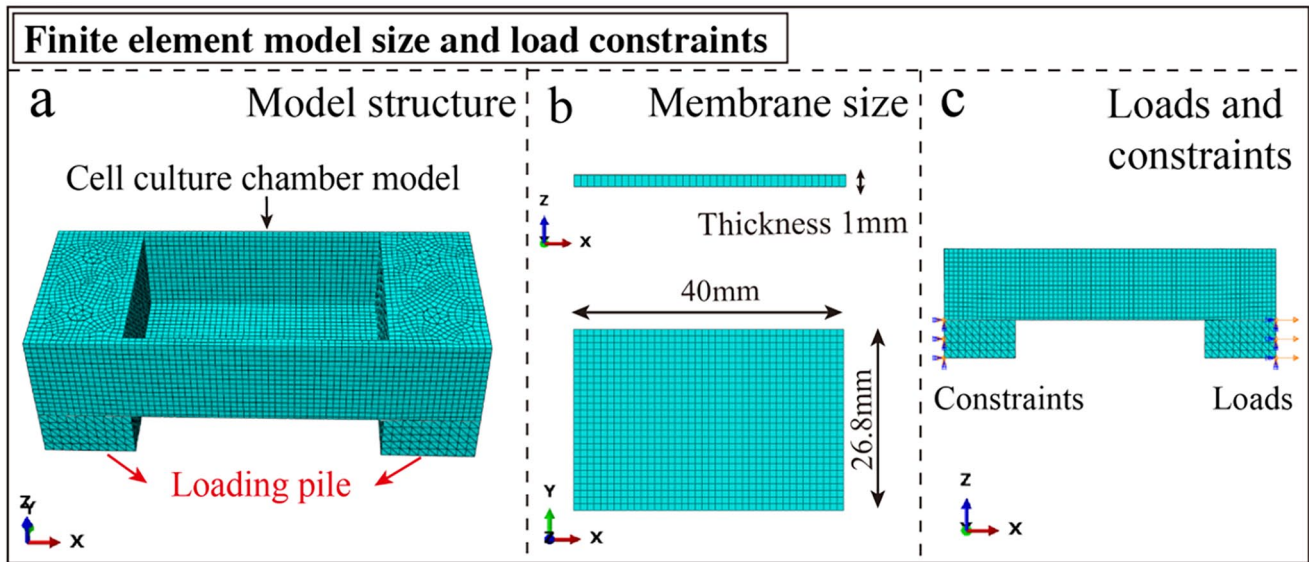 Finite element model size and load constraints
a
Model structure
Cell culture chamber model
Loading pile
Z
Y
X
b
Membrane size
Z
X
Thickness 1mm
40mm
26.8mm
Y
Z
X
c
Loads and
constraints
Constraints
Loads
Z
Y
X